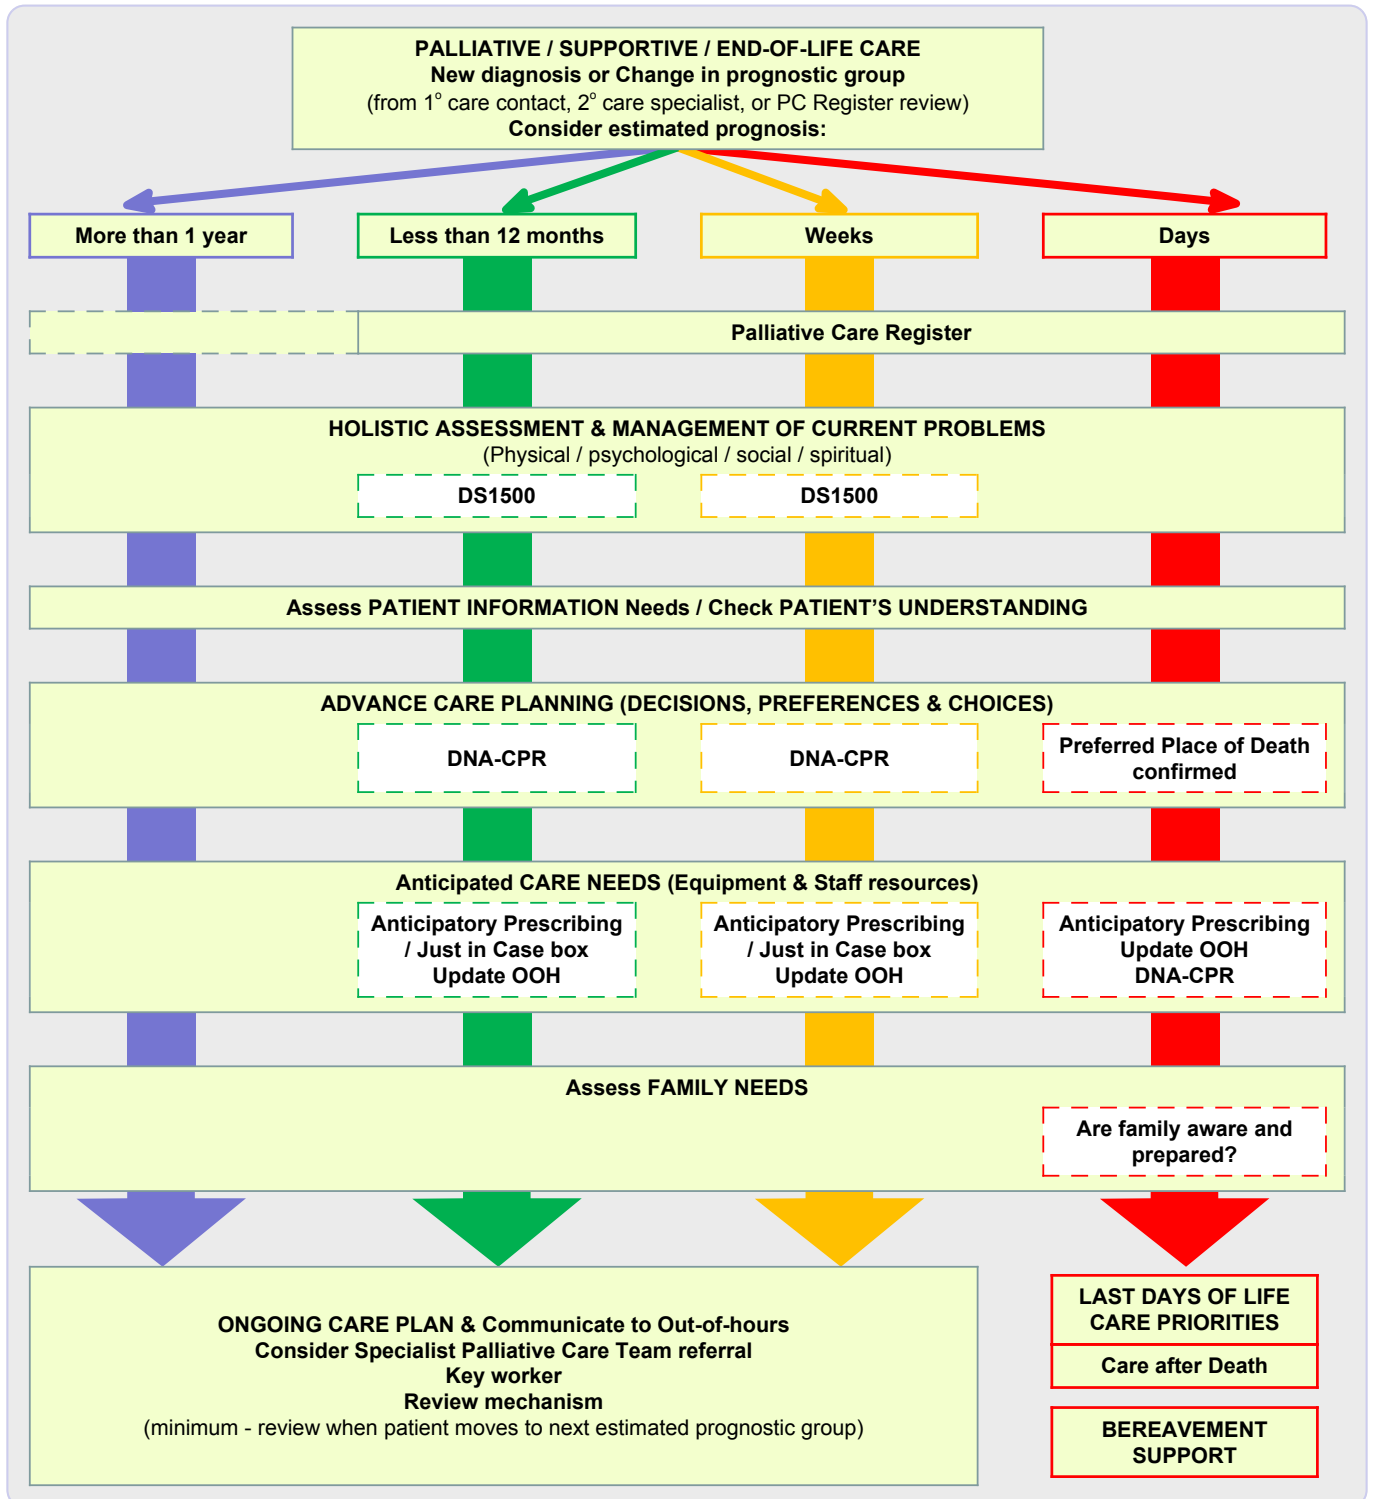 PALLIATIVE / SUPPORTIVE / END-OF-LIFE CARE
New diagnosis or Change in prognostic group
(from 1° care contact, 2° care specialist, or PC Register review)
Consider estimated prognosis:
More than 1 year
Less than 12 months
Weeks
Days
Palliative Care Register
HOLISTIC ASSESSMENT & MANAGEMENT OF CURRENT PROBLEMS
(Physical / psychological / social / spiritual)
DS1500
DS1500
Assess PATIENT INFORMATION Needs / Check PATIENT’S UNDERSTANDING
ADVANCE CARE PLANNING (DECISIONS, PREFERENCES & CHOICES)
DNA-CPR
DNA-CPR
Preferred Place of Death
confirmed
Anticipated CARE NEEDS (Equipment & Staff resources)
Anticipatory Prescribing
/ Just in Case box
Update OOH
Anticipatory Prescribing
/ Just in Case box
Update OOH
Anticipatory Prescribing
Update OOH
DNA-CPR
Assess FAMILY NEEDS
Are family aware and
prepared?
ONGOING CARE PLAN & Communicate to Out-of-hours
Consider Specialist Palliative Care Team referral
Key worker
Review mechanism
(minimum - review when patient moves to next estimated prognostic group)
LAST DAYS OF LIFE
CARE PRIORITIES
Care after Death
BEREAVEMENT
SUPPORT